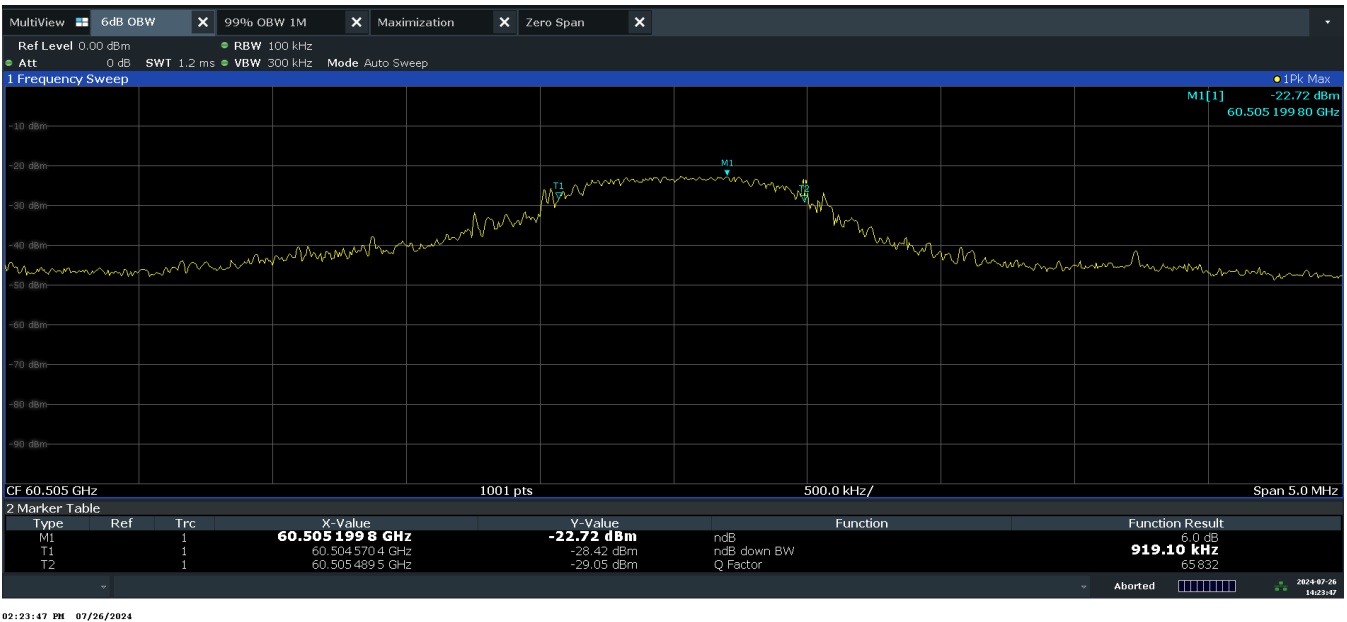 MultiView 6dB OBW X 99% OBW 1M X Maximization X Zero Span X
Ref Level 0.00 dBm RBW 100 kHz
Att 0 dB SWT 1.2 ms VBW 300 kHz Mode Auto Sweep
1 Frequency Sweep 1Pk Max
M1[1] -22.72 dBm
60.505 199 80 GHz
-10 dBm
-20 dBm
M1
T1 T2
-30 dBm
-40 dBm
-50 dBm
-60 dBm
-70 dBm
-80 dBm
-90 dBm
CF 60.505 GHz 1001 pts 500.0 kHz/ Span 5.0 MHz
2 Marker Table
Type Ref Trc X-Value Y-Value Function Function Result
M1 1 60.505 199 8 GHz -22.72 dBm ndB 6.0 dB
T1 1 60.504 570 4 GHz -28.42 dBm ndB down BW 919.10 kHz
T2 1 60.505 489 5 GHz -29.05 dBm Q Factor 65 832
Aborted 2024-07-26
14:23:47
02:23:47 PM 07/26/2024